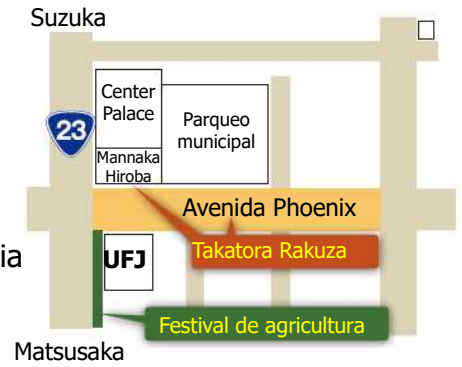 Suzuka
Center
Palace
Parqueo
municipal
23
Mannaka
Hiroba
Avenida Phoenix
ia
UFJ
Takatora Rakuza
Festival de agricultura
Matsusaka